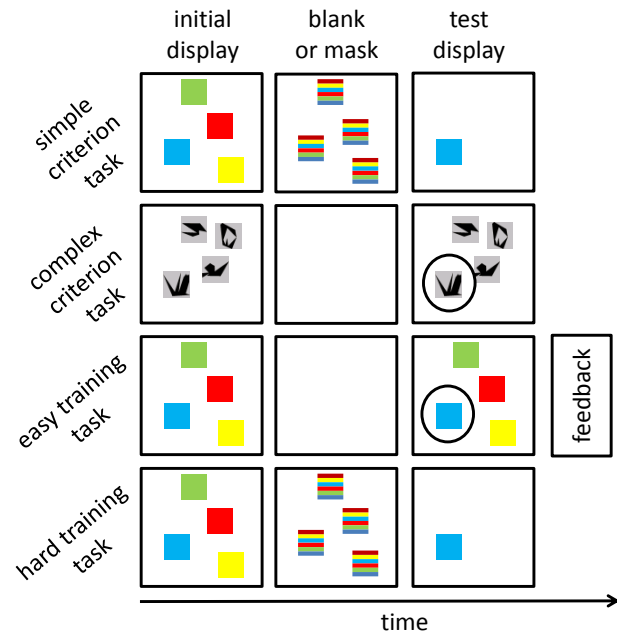 initial
display
blank
or mask
test
display
simple
criterion
task
complex
criterion
task
easy training
task
feedback
hard training
task
time